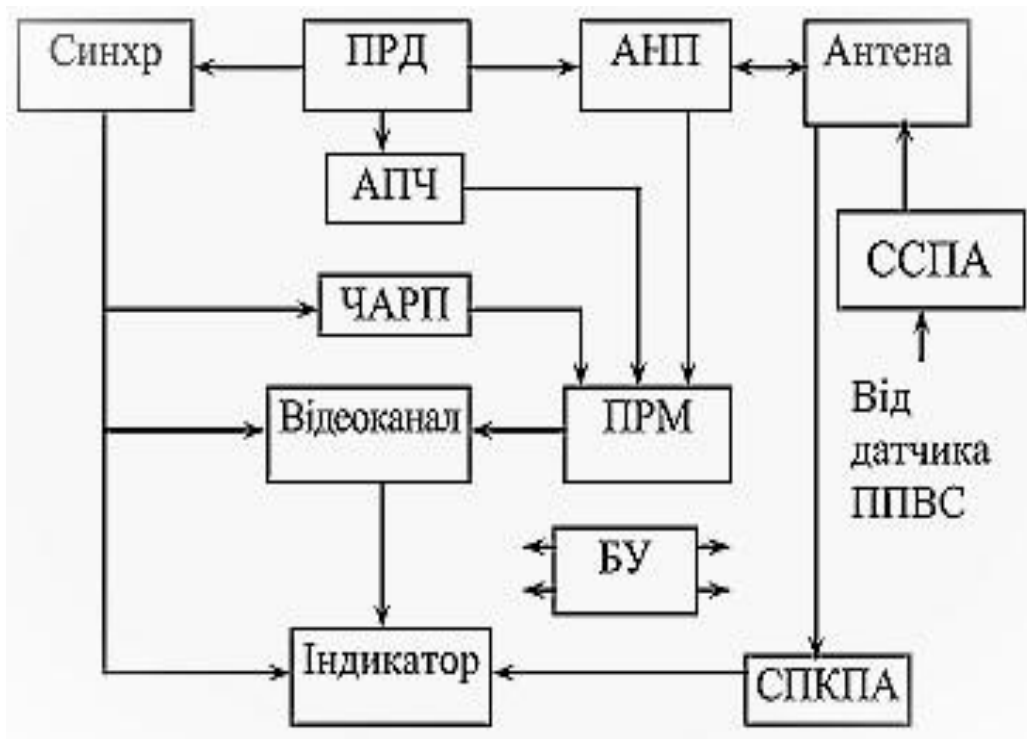 Синхр
ПРД
АНП
Антена
АПЧ
ССПА
ЧАРП
Від
датчика
ППВС
Відеоканал
ПРМ
БУ
Індикатор
СПКПА